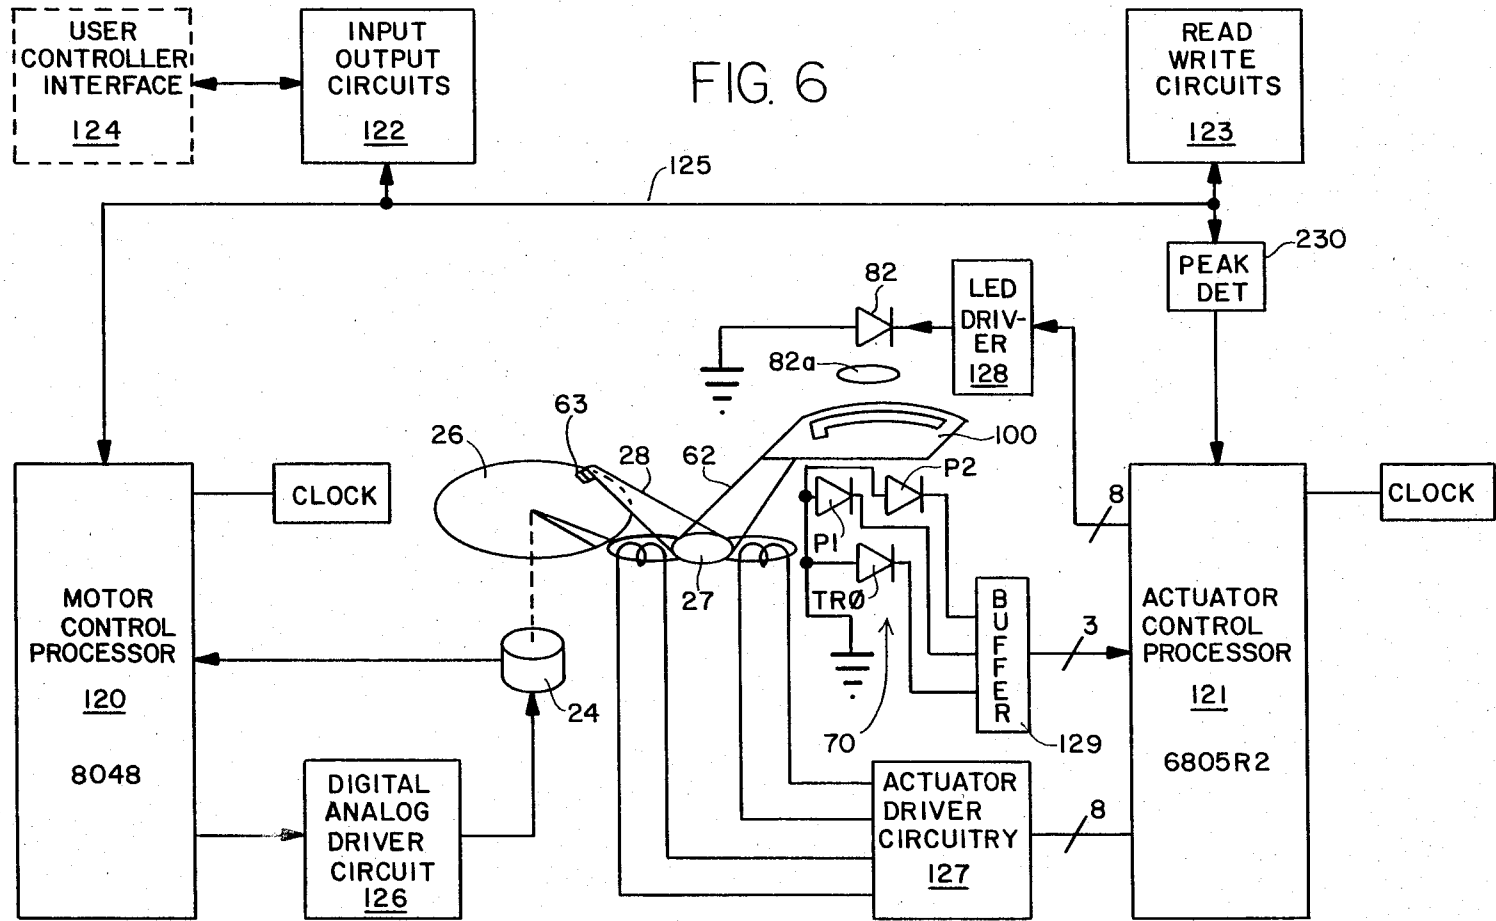 USER
CONTROLLER
INTERFACE
124
INPUT
OUTPUT
CIRCUITS
122
FIG. 6
READ
WRITE
CIRCUITS
123
125
230
PEAK
DET
82
LED
DRIV-
ER
128
82a
63
26
28
62
100
P2
CLOCK
8
CLOCK
P1
27
TRØ
BUFFER
3
MOTOR
CONTROL
PROCESSOR
120
8048
ACTUATOR
CONTROL
PROCESSOR
121
6805R2
24
70
129
DIGITAL
ANALOG
DRIVER
CIRCUIT
126
ACTUATOR
DRIVER
CIRCUITRY
127
8